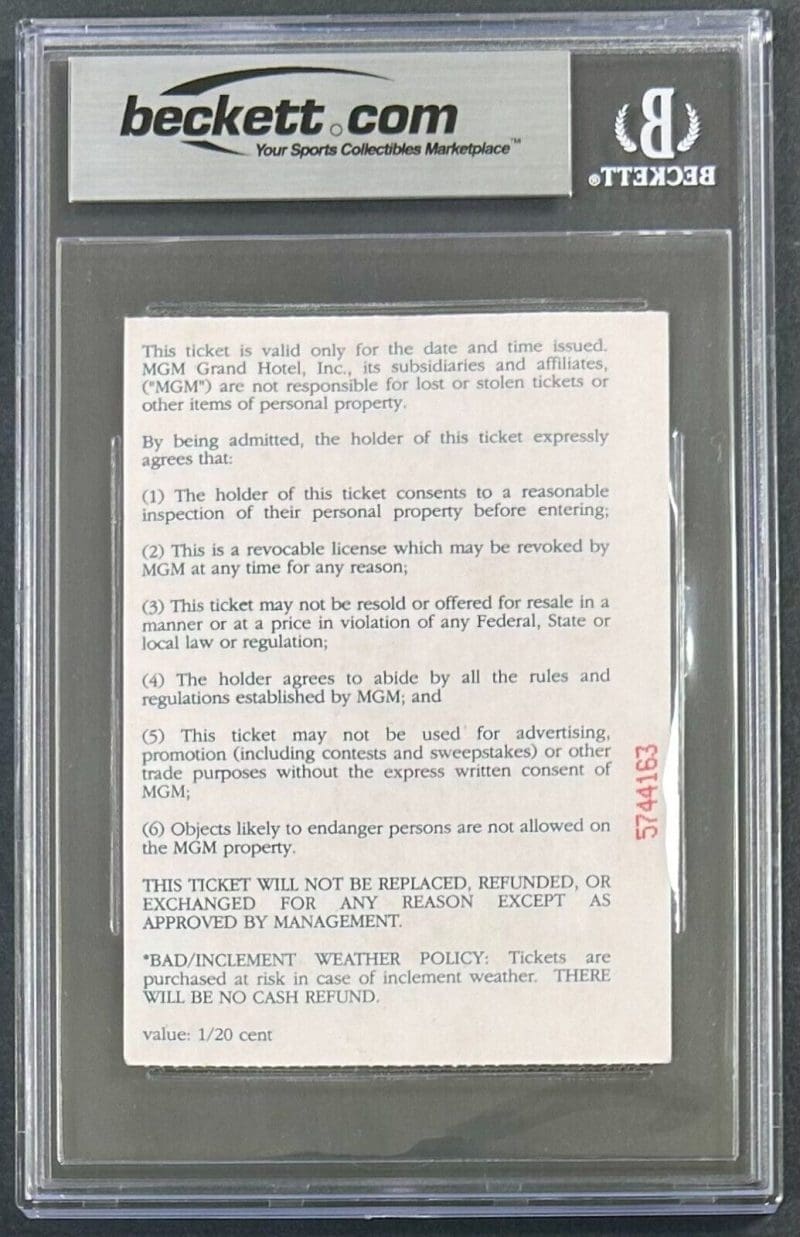 beckett.com
Your Sports Collectibles Marketplace™
B
BECKETT®
This ticket is valid only for the date and time issued.
MGM Grand Hotel, Inc., its subsidiaries and affiliates,
("MGM") are not responsible for lost or stolen tickets or
other items of personal property.
By being admitted, the holder of this ticket expressly
agrees that:
(1) The holder of this ticket consents to a reasonable
inspection of their personal property before entering;
(2) This is a revocable license which may be revoked by
MGM at any time for any reason;
(3) This ticket may not be resold or offered for resale in a
manner or at a price in violation of any Federal, State or
local law or regulation;
(4) The holder agrees to abide by all the rules and
regulations established by MGM; and
(5) This ticket may not be used for advertising,
promotion (including contests and sweepstakes) or other
trade purposes without the express written consent of
MGM;
(6) Objects likely to endanger persons are not allowed on
the MGM property.
THIS TICKET WILL NOT BE REPLACED, REFUNDED, OR
EXCHANGED FOR ANY REASON EXCEPT AS
APPROVED BY MANAGEMENT.
*BAD/INCLEMENT WEATHER POLICY: Tickets are
purchased at risk in case of inclement weather. THERE
WILL BE NO CASH REFUND.
value: 1/20 cent
5744163